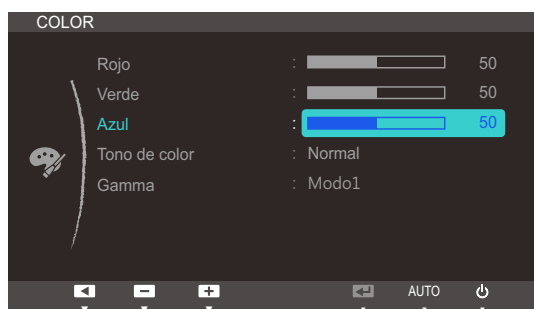 COLOR
Rojo : 50
Verde : 50
Azul : 50
Tono de color : Normal
Gamma : Modo1
AUTO